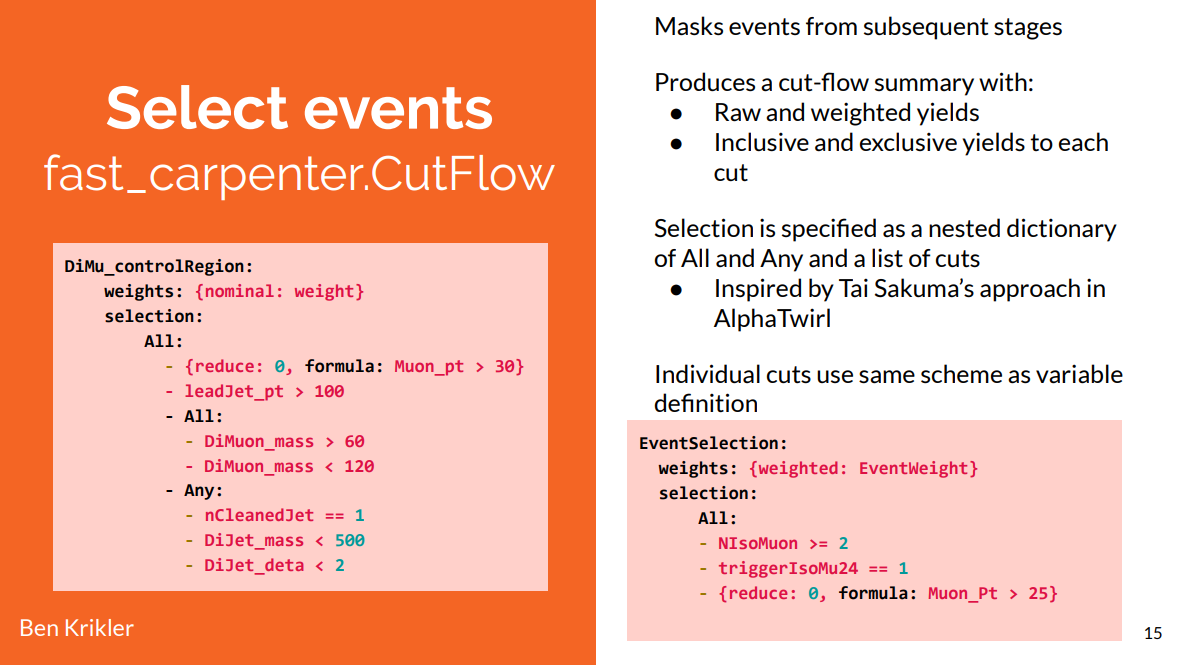 Select events
fast_carpenter.CutFlow
DiMu_controlRegion:
    weights: {nominal: weight}
    selection:
        All:
          - {reduce: 0, formula: Muon_pt > 30}
          - leadJet_pt > 100
          - All:
            - DiMuon_mass > 60
            - DiMuon_mass < 120
          - Any:
            - nCleanedJet == 1
            - DiJet_mass < 500
            - DiJet_deta < 2
Ben Krikler
Masks events from subsequent stages
Produces a cut-flow summary with:
● Raw and weighted yields
● Inclusive and exclusive yields to each
cut
Selection is specified as a nested dictionary
of All and Any and a list of cuts
● Inspired by Tai Sakuma’s approach in
AlphaTwirl
Individual cuts use same scheme as variable
definition
EventSelection:
  weights: {weighted: EventWeight}
  selection:
      All:
      - NIsoMuon >= 2
      - triggerIsoMu24 == 1
      - {reduce: 0, formula: Muon_Pt > 25}
15